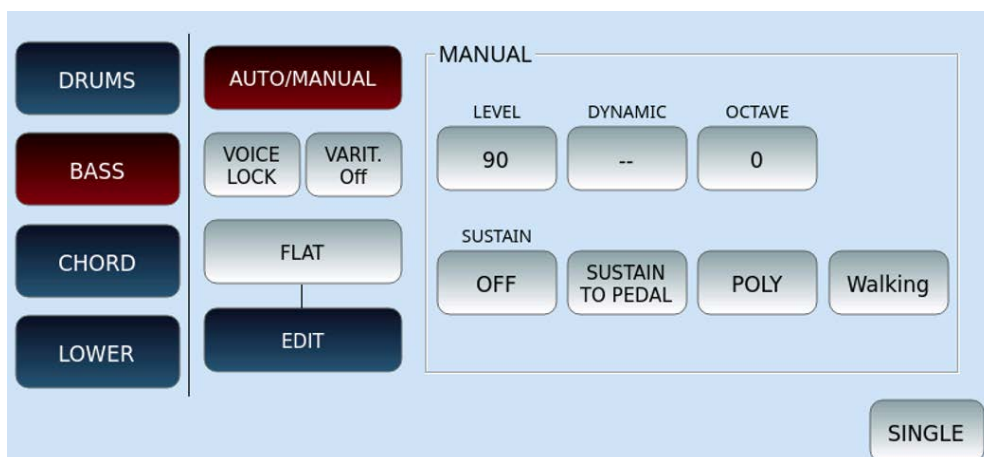 DRUMS
BASS
CHORD
LOWER
AUTO/MANUAL
VOICE
LOCK
VARIT.
Off
FLAT
EDIT
MANUAL
LEVEL
90
DYNAMIC
--
OCTAVE
0
SUSTAIN
OFF
SUSTAIN
TO PEDAL
POLY
Walking
SINGLE